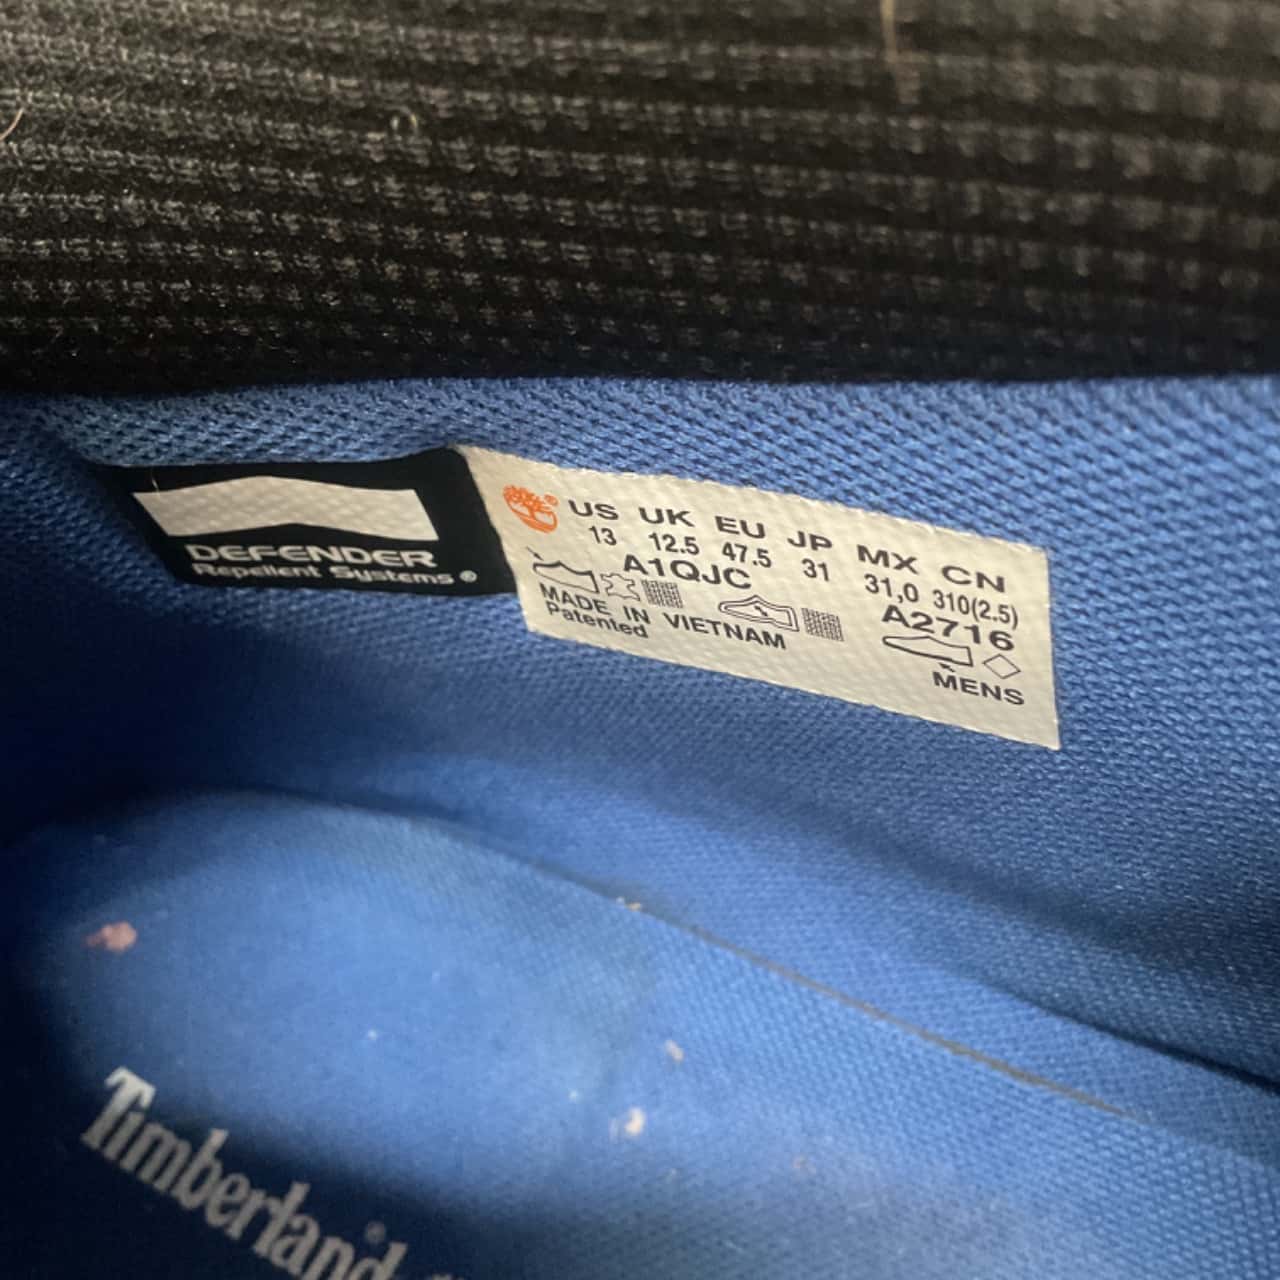 DEFENDER
Repellent Systems®
US UK EU JP MX CN
13 12.5 47.5 31 31,0 310(2.5)
A1QJC A2716
MADE IN VIETNAM
Patented
MENS
Timberland